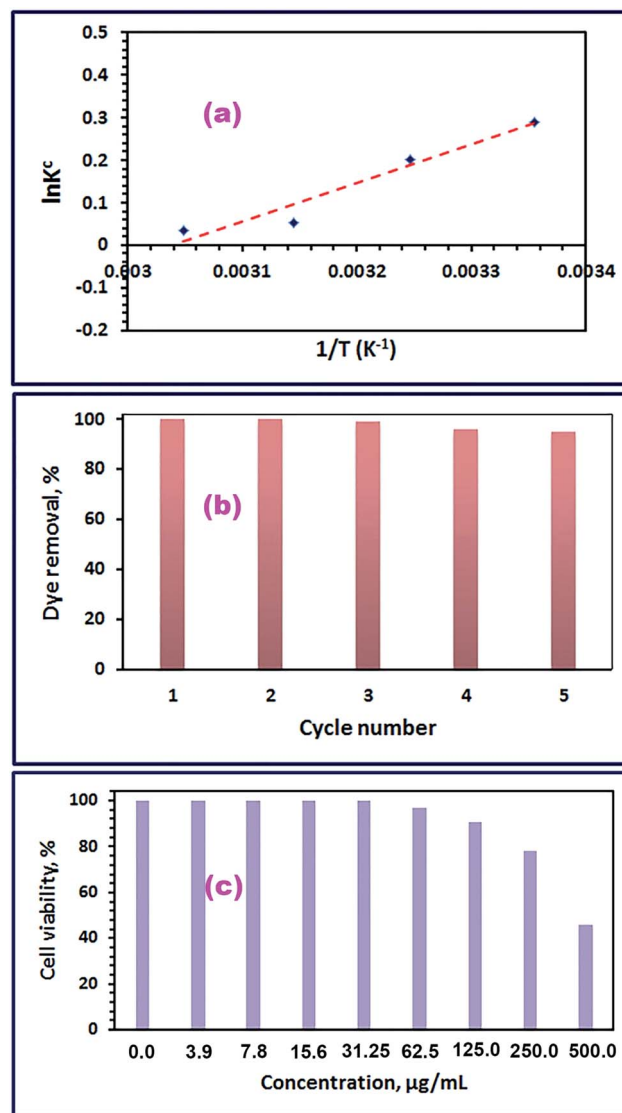 0.5
0.4
0.3
0.2
0.1
0
-0.1
-0.2
lnKᶜ
(a)
0.003 0.0031 0.0032 0.0033 0.0034
1/T (K⁻¹)
100
80
60
40
20
0
Dye removal, %
(b)
1 2 3 4 5
Cycle number
100
80
60
40
20
0
Cell viability, %
(c)
0.0 3.9 7.8 15.6 31.25 62.5 125.0 250.0 500.0
Concentration, µg/mL